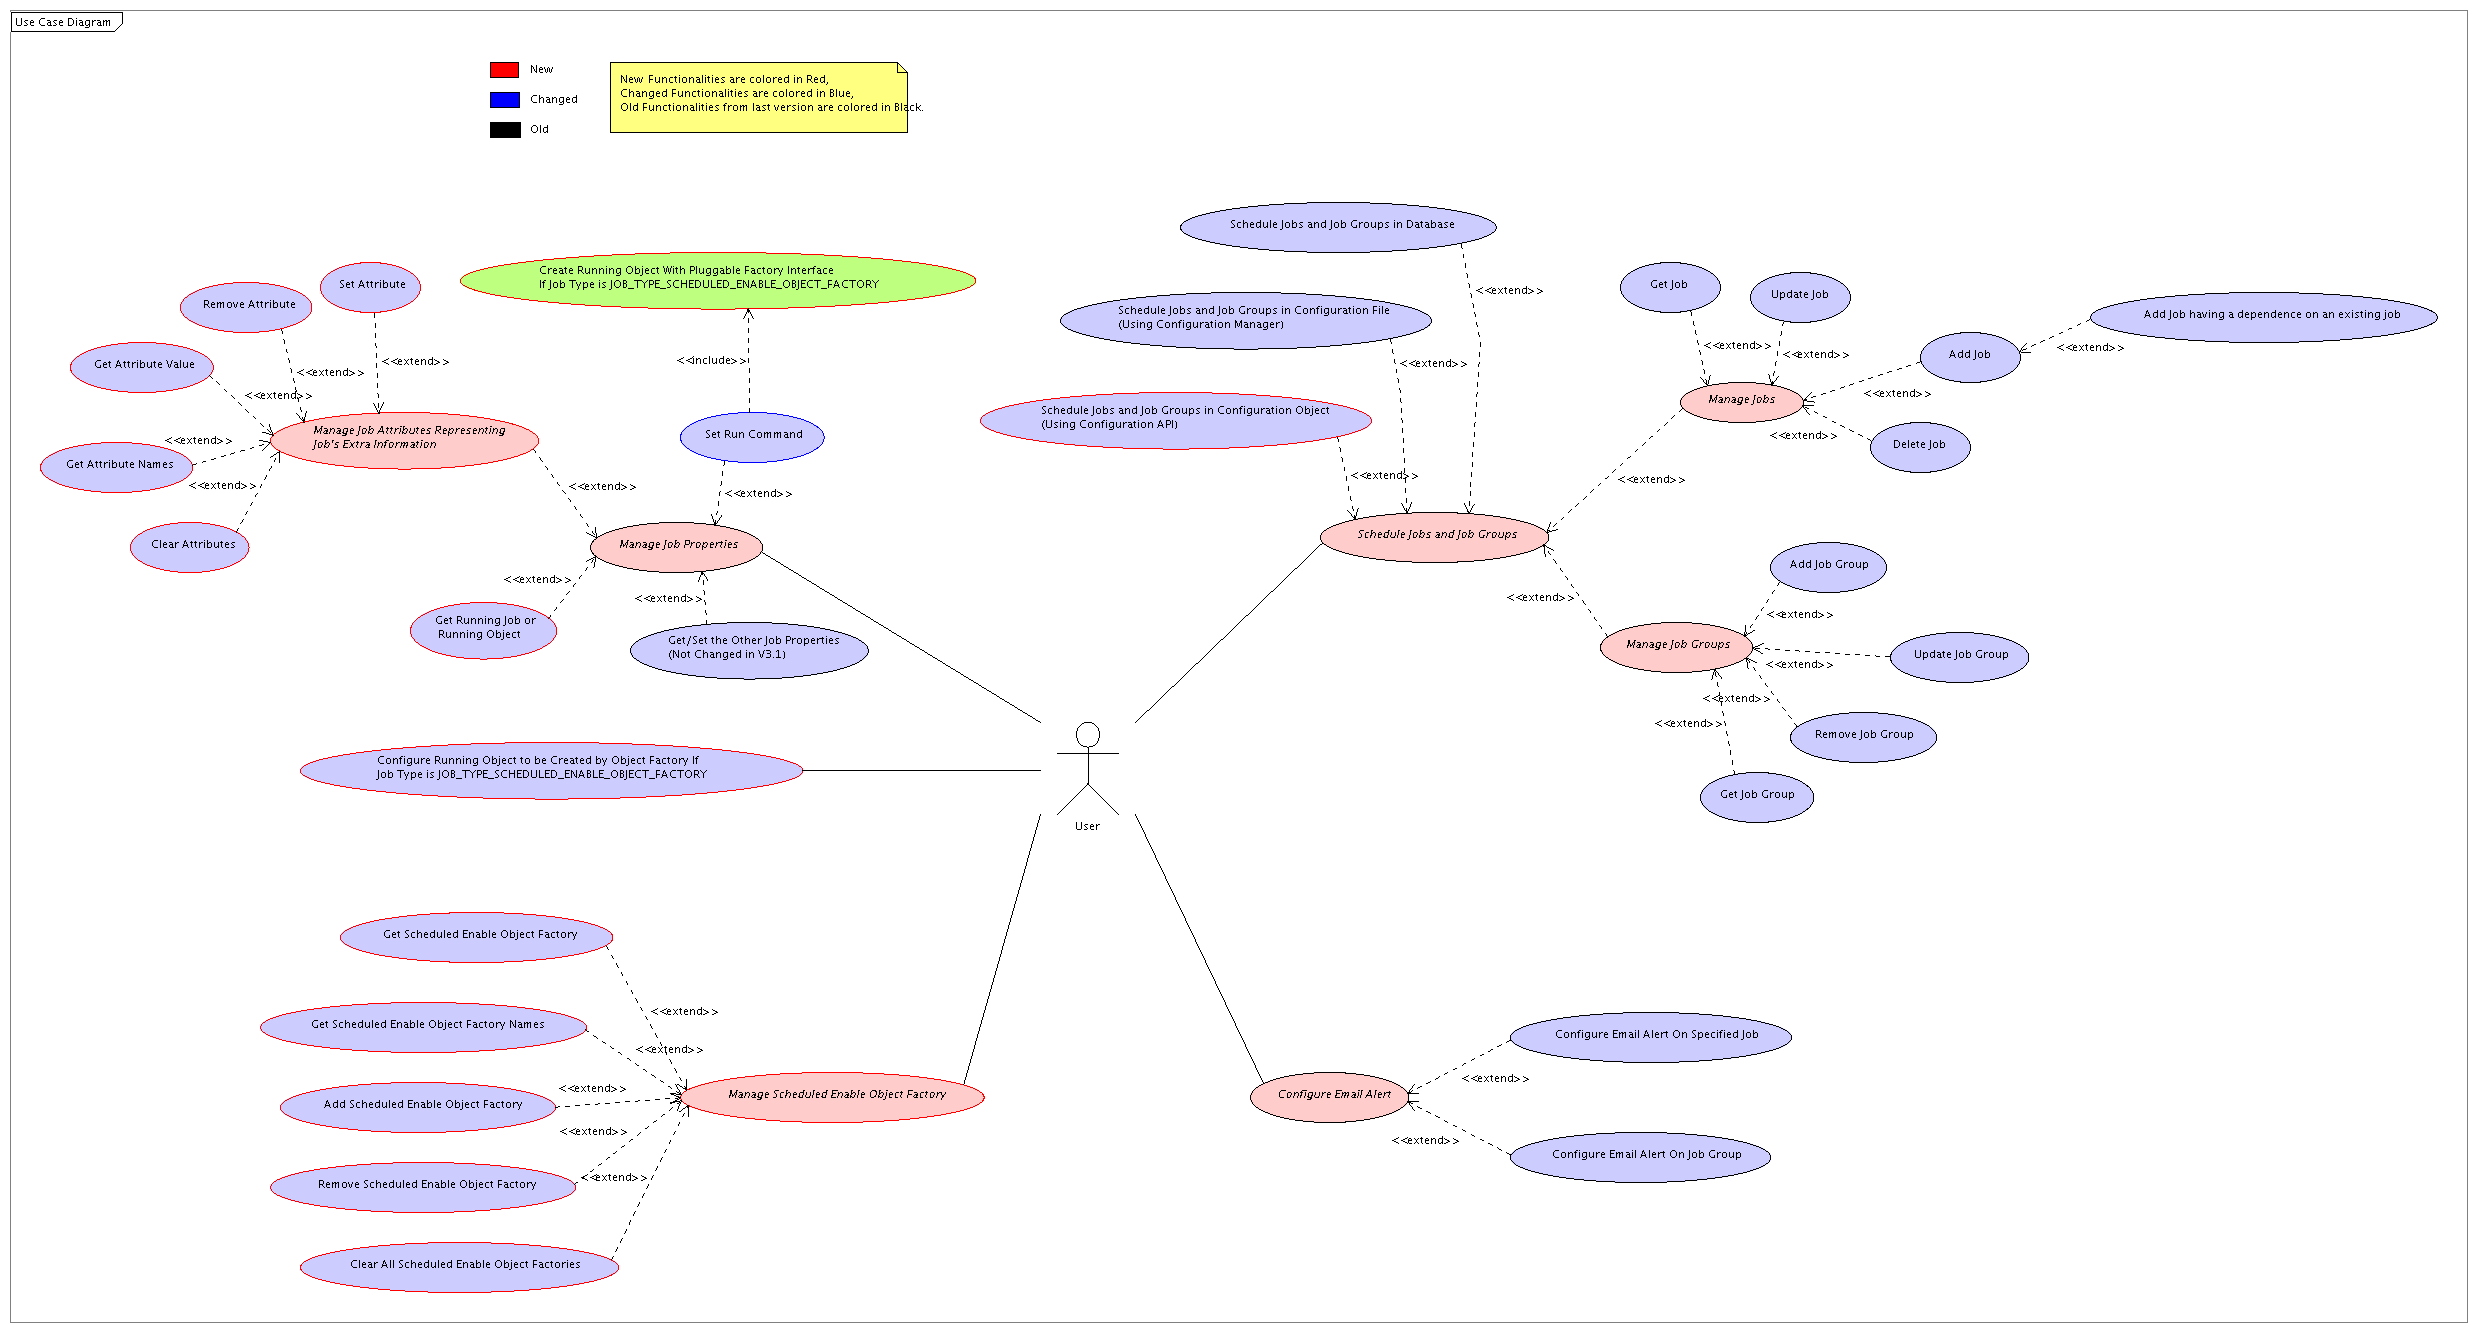 Use Case Diagram
New
Changed
Old
New Functionalities are colored in Red,
Changed Functionalities are colored in Blue,
Old Functionalities from last version are colored in Black.
Schedule Jobs and Job Groups in Database
Create Running Object With Pluggable Factory Interface
If Job Type is JOB_TYPE_SCHEDULED_ENABLE_OBJECT_FACTORY
Set Attribute
Remove Attribute
Get Attribute Value
Get Attribute Names
Clear Attributes
<<extend>>
<<extend>>
<<extend>>
<<extend>>
<<extend>>
Manage Job Attributes Representing
Job's Extra Information
<<include>>
Set Run Command
<<extend>>
<<extend>>
Manage Job Properties
<<extend>>
<<extend>>
Get Running Job or
Running Object
Get/Set the Other Job Properties
(Not Changed in V3.1)
<<extend>>
Schedule Jobs and Job Groups in Configuration File
(Using Configuration Manager)
<<extend>>
Schedule Jobs and Job Groups in Configuration Object
(Using Configuration API)
<<extend>>
Schedule Jobs and Job Groups
Get Job
Update Job
Add Job having a dependence on an existing job
Add Job
<<extend>>
<<extend>>
<<extend>>
<<extend>>
Manage Jobs
<<extend>>
Delete Job
<<extend>>
<<extend>>
Add Job Group
<<extend>>
Manage Job Groups
Update Job Group
<<extend>>
<<extend>>
<<extend>>
Remove Job Group
Get Job Group
Configure Running Object to be Created by Object Factory If
Job Type is JOB_TYPE_SCHEDULED_ENABLE_OBJECT_FACTORY
User
Get Scheduled Enable Object Factory
<<extend>>
Get Scheduled Enable Object Factory Names
<<extend>>
<<extend>>
Add Scheduled Enable Object Factory
Manage Scheduled Enable Object Factory
<<extend>>
Remove Scheduled Enable Object Factory
<<extend>>
Clear All Scheduled Enable Object Factories
Configure Email Alert On Specified Job
<<extend>>
Configure Email Alert
<<extend>>
Configure Email Alert On Job Group